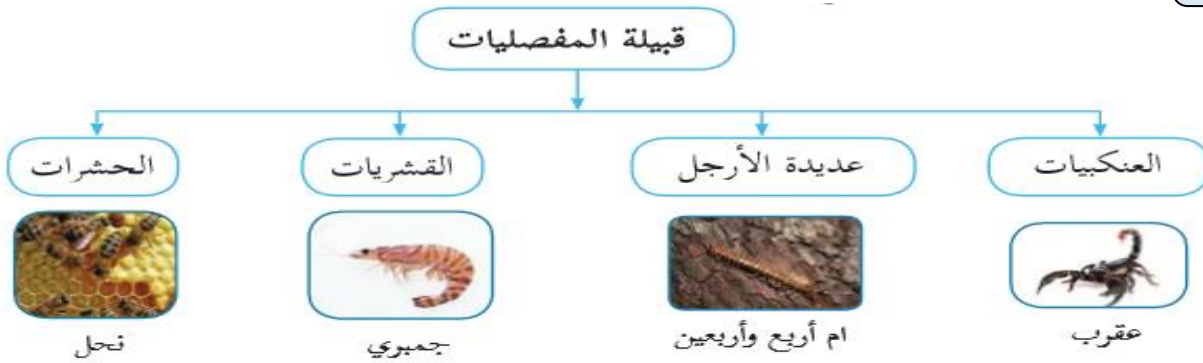 قبيلة المفصليات
العنكبيات
عديدة الأرجل
القشريات
الحشرات
عقرب
ام أربع وأربعين
جمبري
نحل